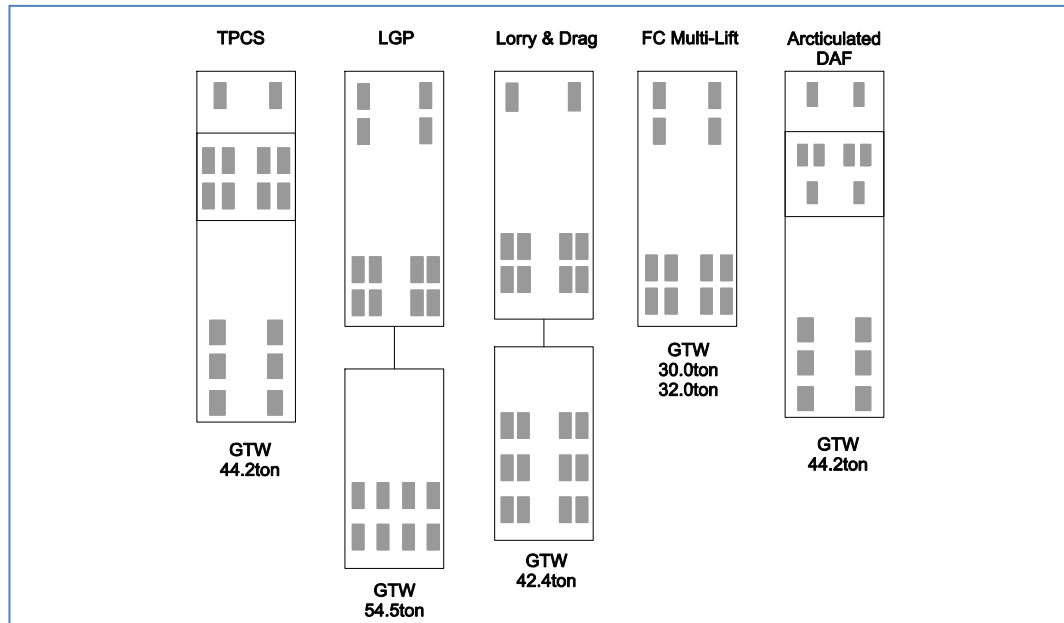 TPCS
LGP
Lorry & Drag
FC Multi-Lift
Arcticulated
DAF
GTW
44.2ton
GTW
54.5ton
GTW
42.4ton
GTW
30.0ton
32.0ton
GTW
44.2ton